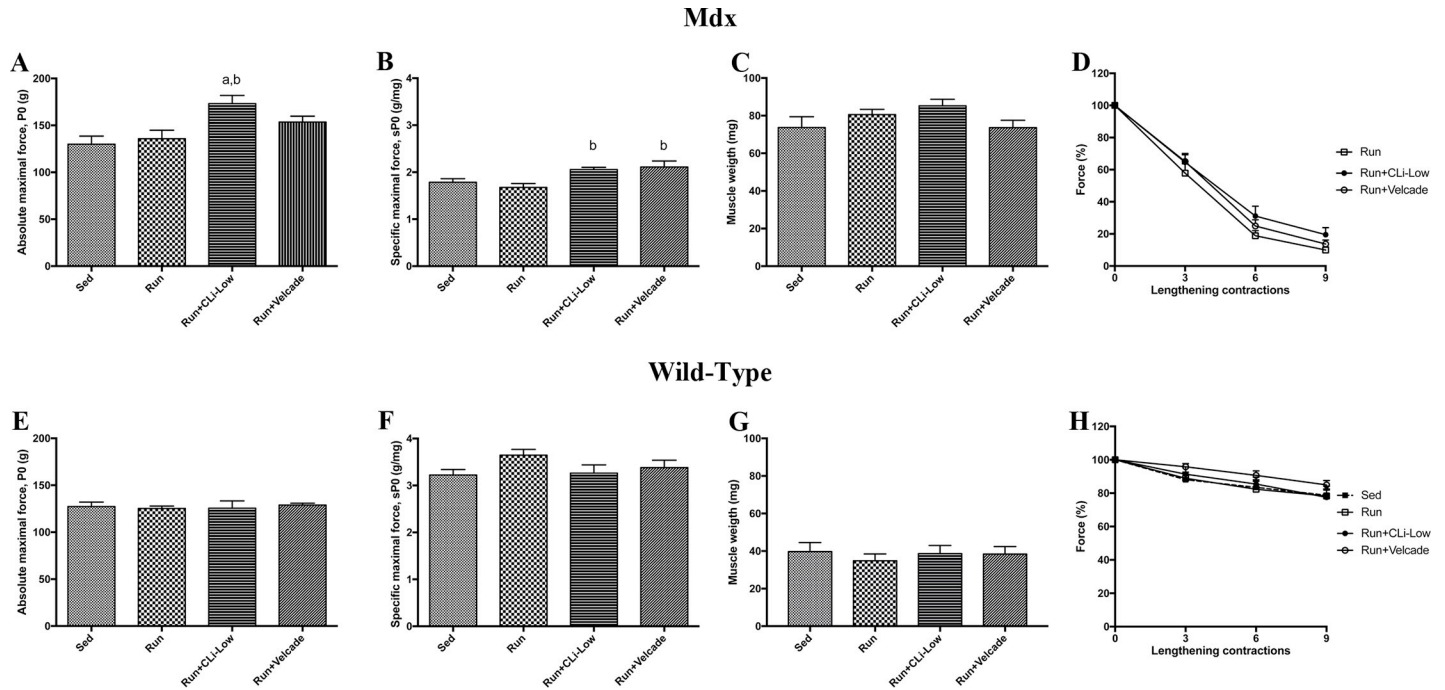 Mdx
A
Absolute maximal force, P0 (g)
200
150
100
50
0
a,b
Sed
Run
Run+CLi-Low
Run+Velcade
B
Specific maximal force, sP0 (g/mg)
4
3
2
1
0
b
b
Sed
Run
Run+CLi-Low
Run+Velcade
C
Muscle weigth (mg)
100
80
60
40
20
0
Sed
Run
Run+CLi-Low
Run+Velcade
D
Force (%)
120
100
80
60
40
20
0
0 3 6 9
Lengthening contractions
Run
Run+CLi-Low
Run+Velcade
Wild-Type
E
Absolute maximal force, P0 (g)
200
150
100
50
0
Sed
Run
Run+CLi-Low
Run+Velcade
F
Specific maximal force, sP0 (g/mg)
4
3
2
1
0
Sed
Run
Run+CLi-Low
Run+Velcade
G
Muscle weigth (mg)
100
80
60
40
20
0
Sed
Run
Run+CLi-Low
Run+Velcade
H
Force (%)
120
100
80
60
40
20
0
0 3 6 9
Lengthening contractions
Sed
Run
Run+CLi-Low
Run+Velcade